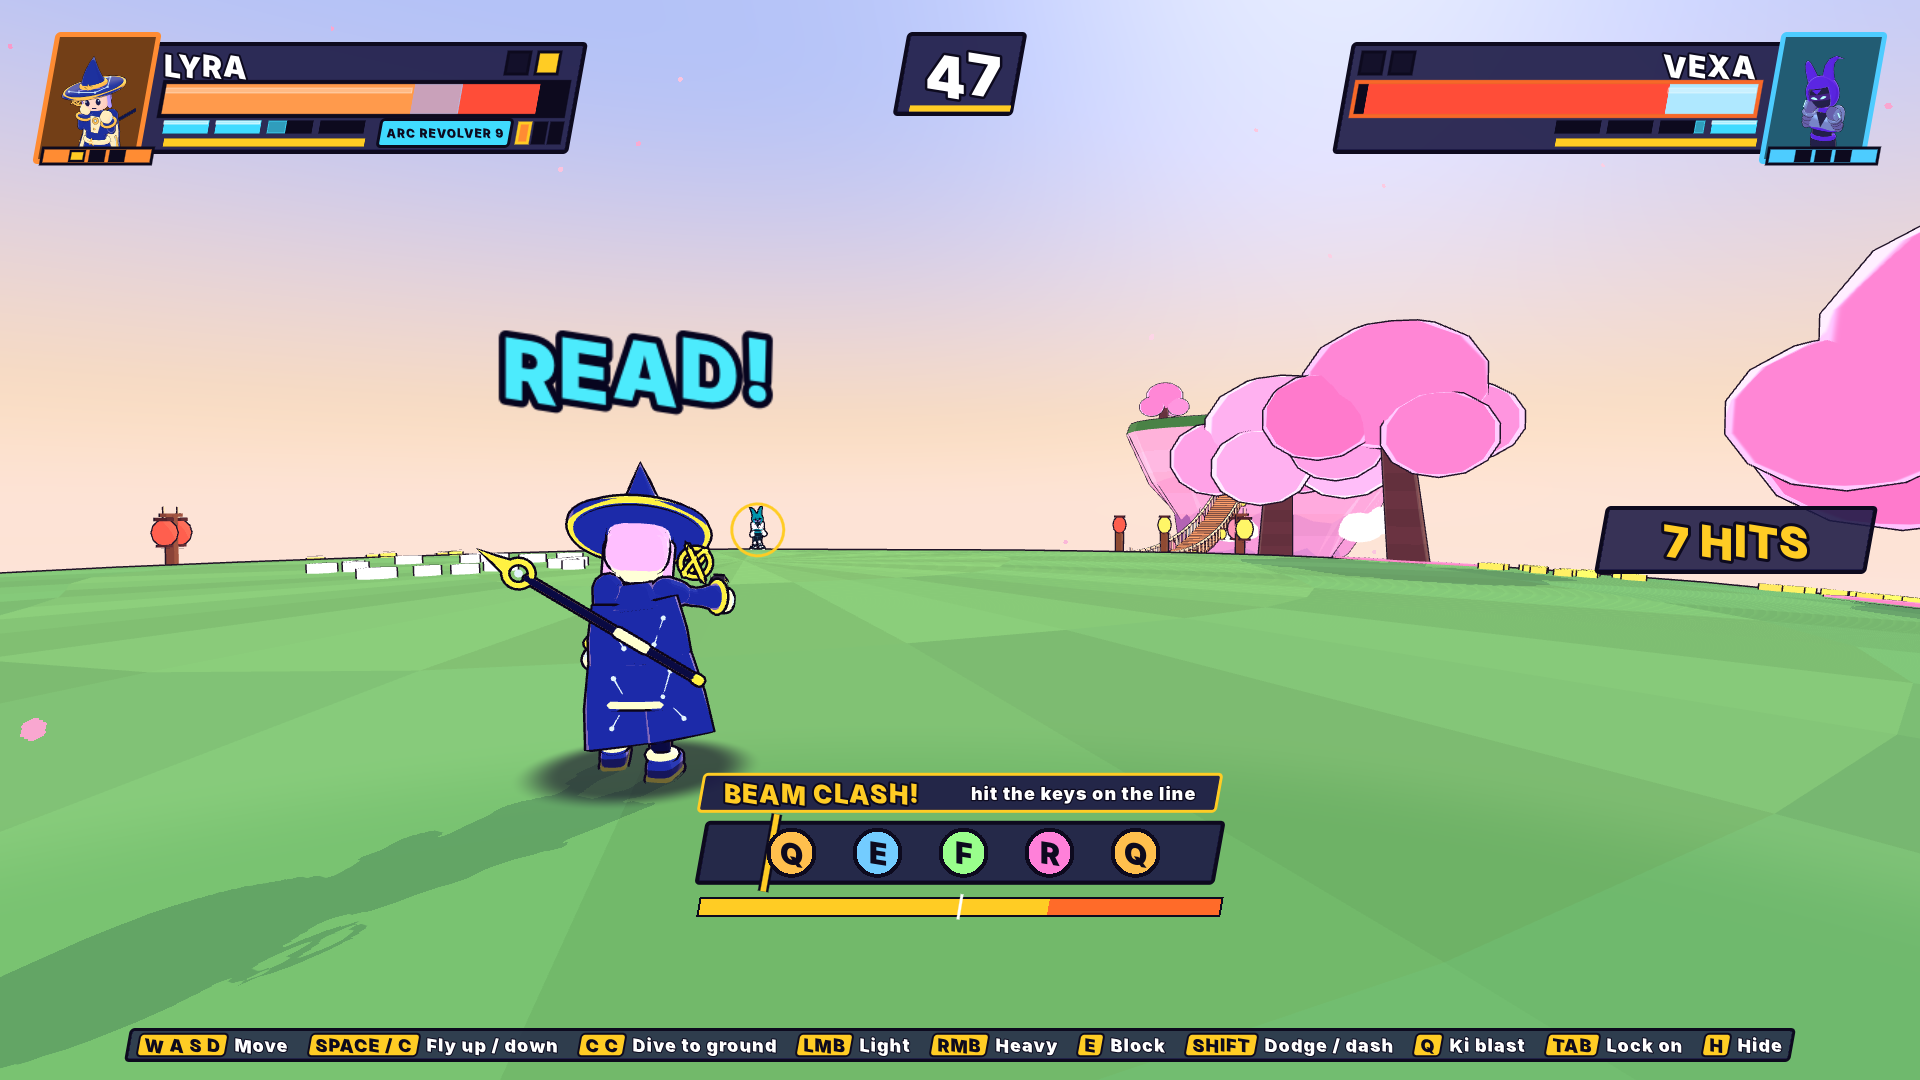 LYRA
ARC REVOLVER 9
47
VEXA
READ!
7 HITS
BEAM CLASH! hit the keys on the line
Q E F R Q
W A S D Move SPACE / C Fly up / down C C Dive to ground LMB Light RMB Heavy E Block SHIFT Dodge / dash Q Ki blast TAB Lock on H Hide